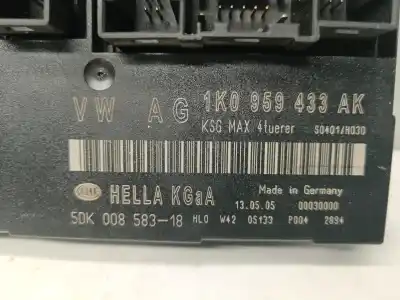 VW AG 1K0 959 433 AK
KSG MAX 4tuerer S0401/H030
HELLA KGaA Made in Germany
13.05.05 00030000
5DK 008 583-18 HLO W42 05133 P004 2894